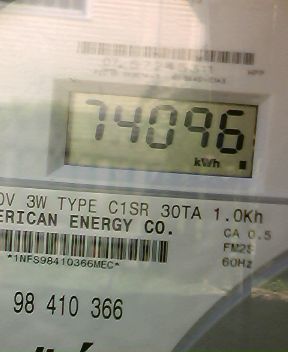 74096
kWh
0V 3W TYPE C1SR 30TA 1.0Kh
ERICAN ENERGY CO.
CA 0.5
FM2S
60Hz
*1NFS98410366MEC*
98 410 366